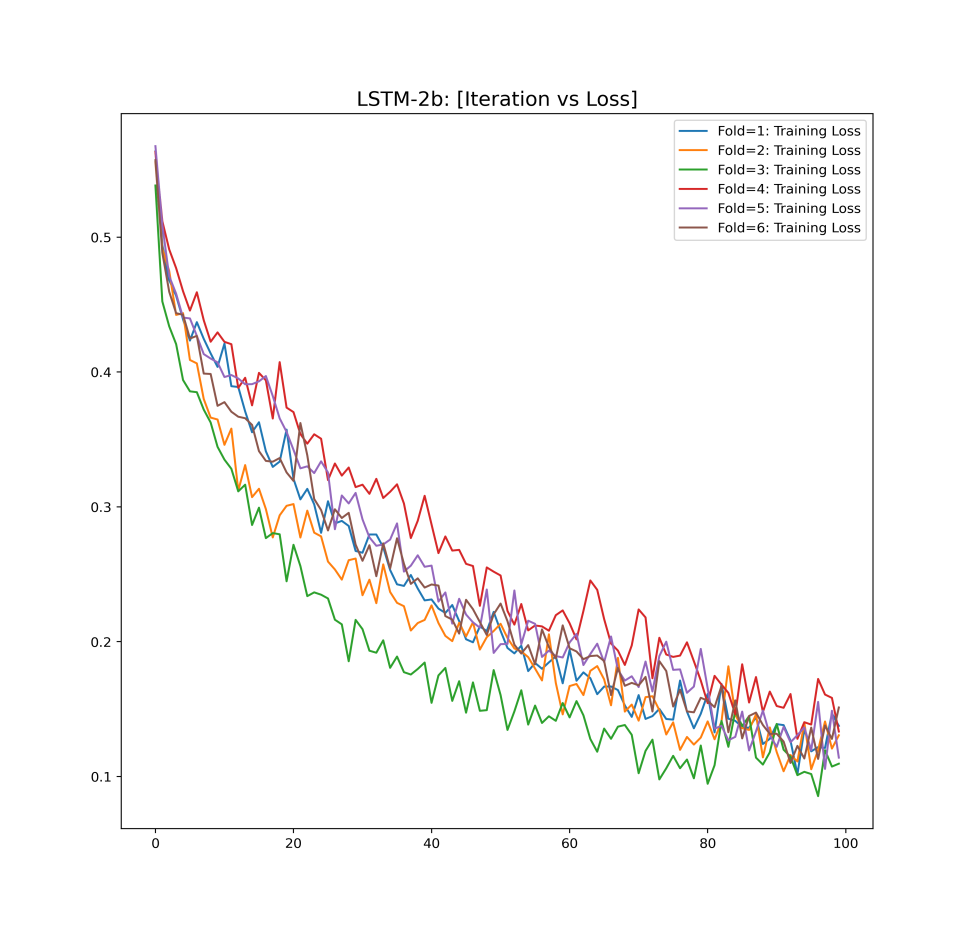 LSTM-2b: [Iteration vs Loss]
Fold=1: Training Loss
Fold=2: Training Loss
Fold=3: Training Loss
Fold=4: Training Loss
Fold=5: Training Loss
Fold=6: Training Loss
0.5
0.4
0.3
0.2
0.1
0 20 40 60 80 100